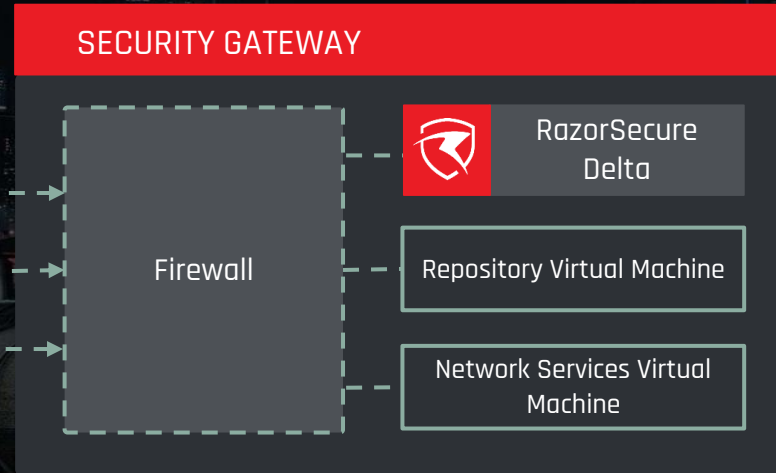 SECURITY GATEWAY
Firewall
RazorSecure
Delta
Repository Virtual Machine
Network Services Virtual
Machine